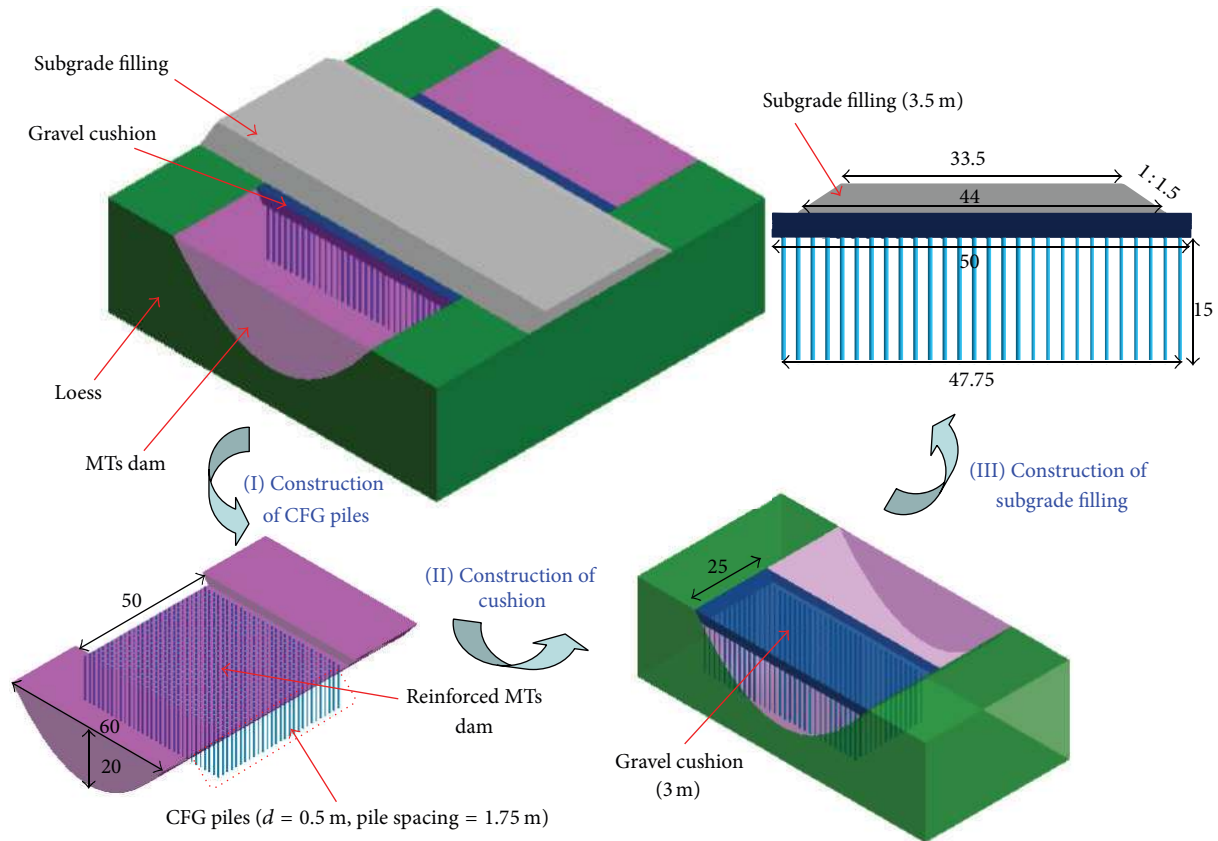 Subgrade filling
Gravel cushion
Loess
MTs dam
Subgrade filling (3.5 m)
33.5
1:1.5
44
50
15
47.75
(I) Construction
of CFG piles
(II) Construction of
cushion
(III) Construction of
subgrade filling
50
60
20
Reinforced MTs
dam
CFG piles (d = 0.5 m, pile spacing = 1.75 m)
25
Gravel cushion
(3 m)